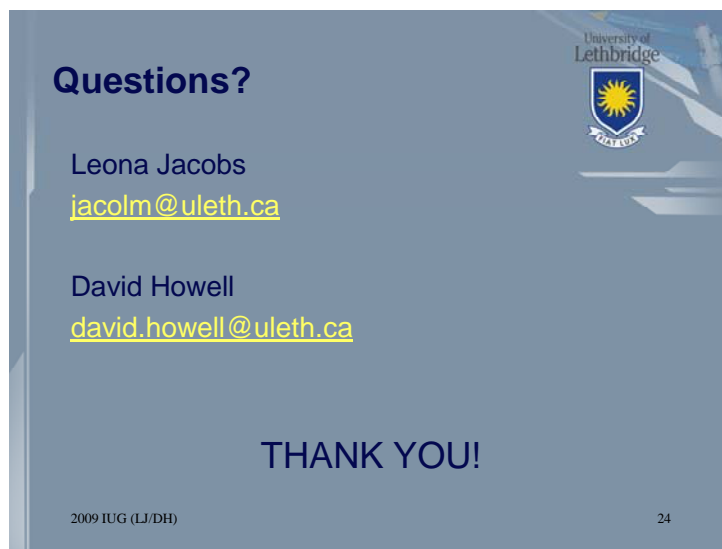 University of
Lethbridge
FIAT LUX
Questions?
Leona Jacobs
jacolm@uleth.ca
David Howell
david.howell@uleth.ca
THANK YOU!
2009 IUG (LJ/DH)
24